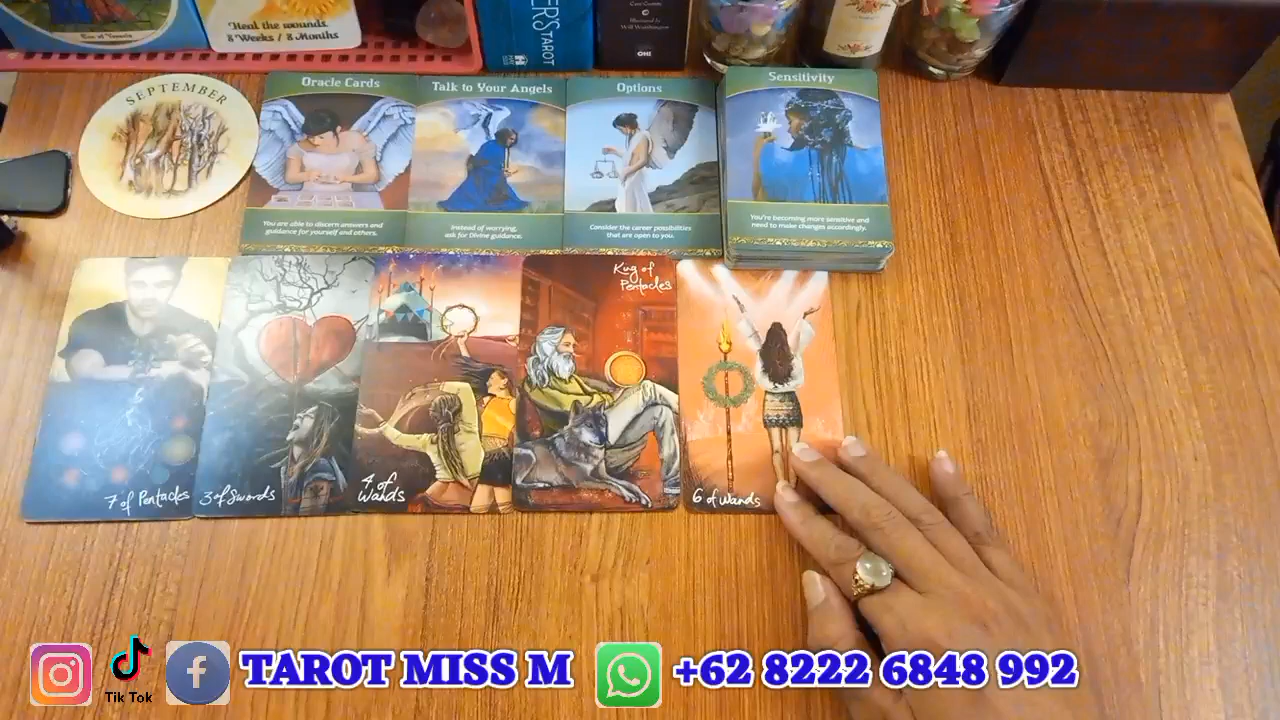 Heal the wounds.
8 Weeks / 8 Months
ERS TAROT
Will Worthington
SEPTEMBER
Oracle Cards
You are able to discern answers and
guidance for yourself and others.
Talk to Your Angels
Instead of worrying,
ask for Divine guidance.
Options
Consider the career possibilities
that are open to you.
Sensitivity
You're becoming more sensitive and
need to make changes accordingly.
7 of Pentacles
3 of Swords
4 of
Wands
King of
Pentacles
6 of Wands
Tik Tok
TAROT MISS M
+62 8222 6848 992